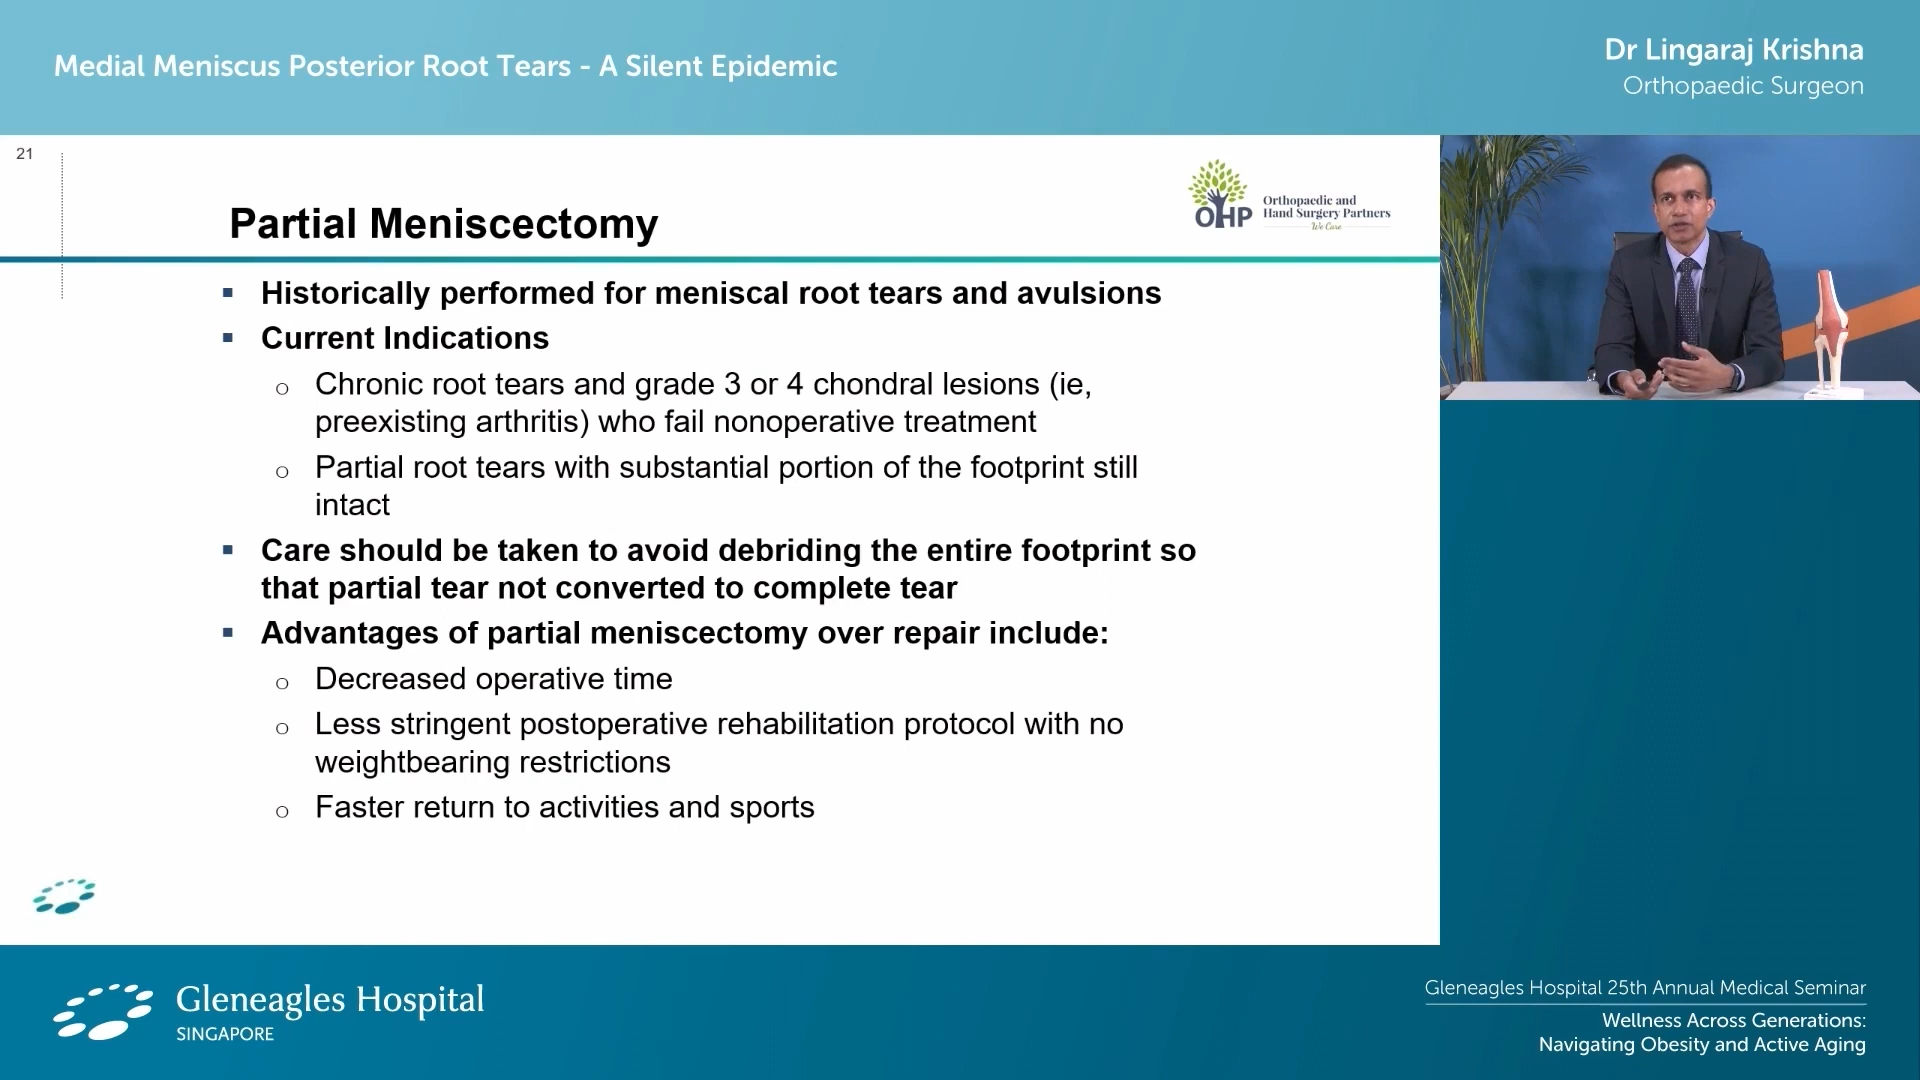 Medial Meniscus Posterior Root Tears - A Silent Epidemic
Dr Lingaraj Krishna
Orthopaedic Surgeon
21
Partial Meniscectomy
OHP
Orthopaedic and
Hand Surgery Partners
We Care
Historically performed for meniscal root tears and avulsions
Current Indications
Chronic root tears and grade 3 or 4 chondral lesions (ie,
preexisting arthritis) who fail nonoperative treatment
Partial root tears with substantial portion of the footprint still
intact
Care should be taken to avoid debriding the entire footprint so
that partial tear not converted to complete tear
Advantages of partial meniscectomy over repair include:
Decreased operative time
Less stringent postoperative rehabilitation protocol with no
weightbearing restrictions
Faster return to activities and sports
Gleneagles Hospital
SINGAPORE
Gleneagles Hospital 25th Annual Medical Seminar
Wellness Across Generations:
Navigating Obesity and Active Aging